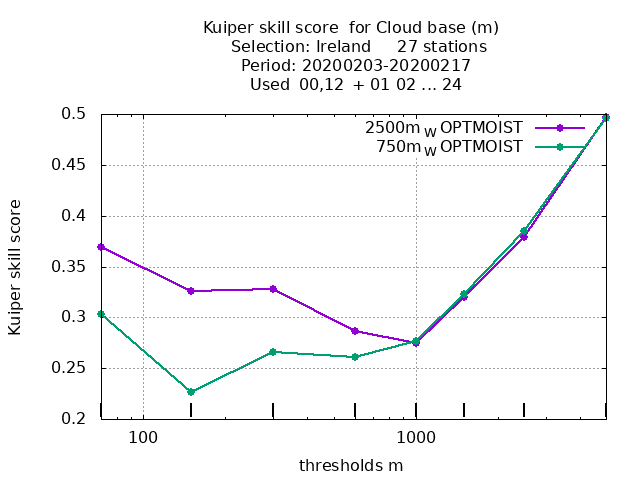 Kuiper skill score  for Cloud base (m)
Selection: Ireland     27 stations
Period: 20200203-20200217
Used  00,12  + 01 02 ... 24
2500m W OPTMOIST
750m W OPTMOIST
0.5
0.45
0.4
0.35
0.3
0.25
0.2
Kuiper skill score
100
1000
thresholds m